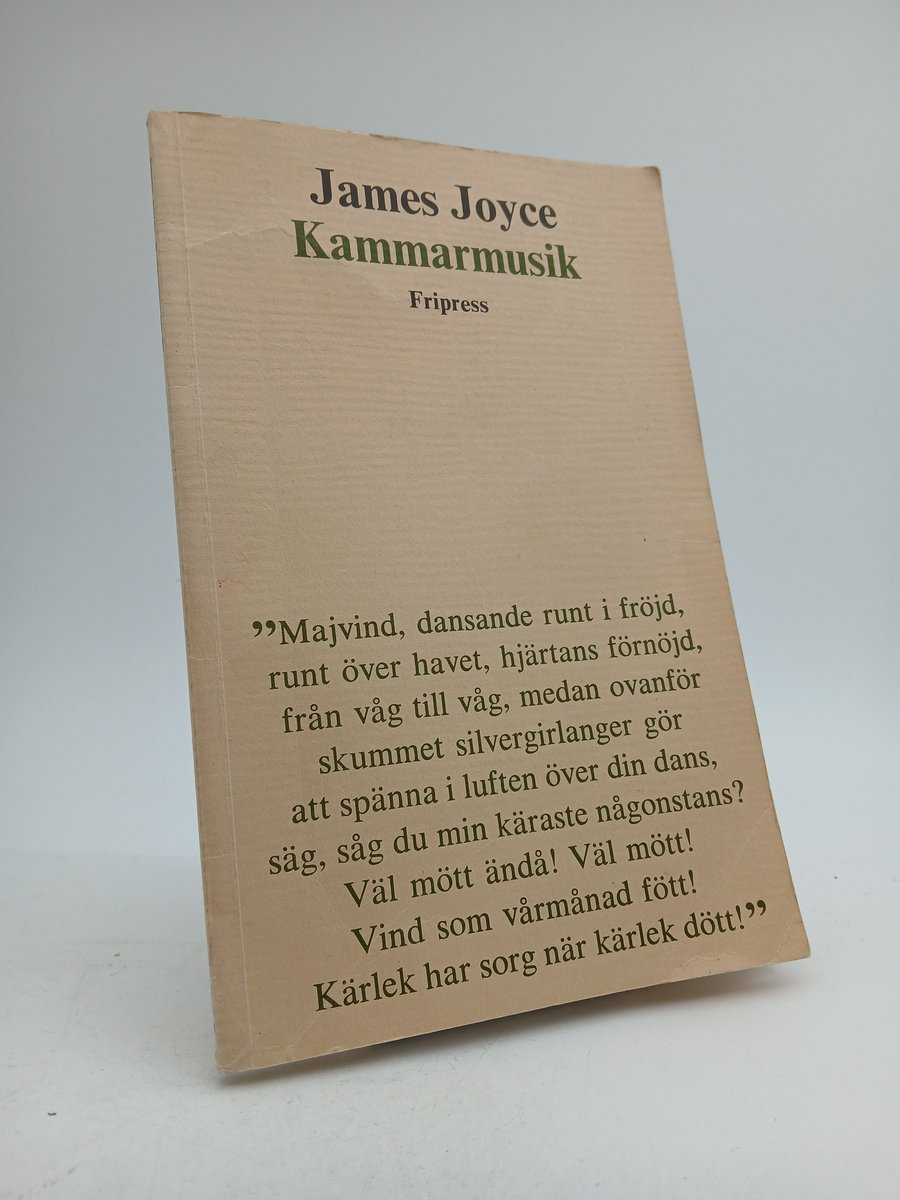 James Joyce
Kammarmusik
Fripress
”Majvind, dansande runt i fröjd,
runt över havet, hjärtans förnöjd,
från våg till våg, medan ovanför
skummet silvergirlanger gör
att spänna i luften över din dans,
säg, såg du min käraste någonstans?
Väl mött ändå! Väl mött!
Vind som vårmånad fött!
Kärlek har sorg när kärlek dött!”